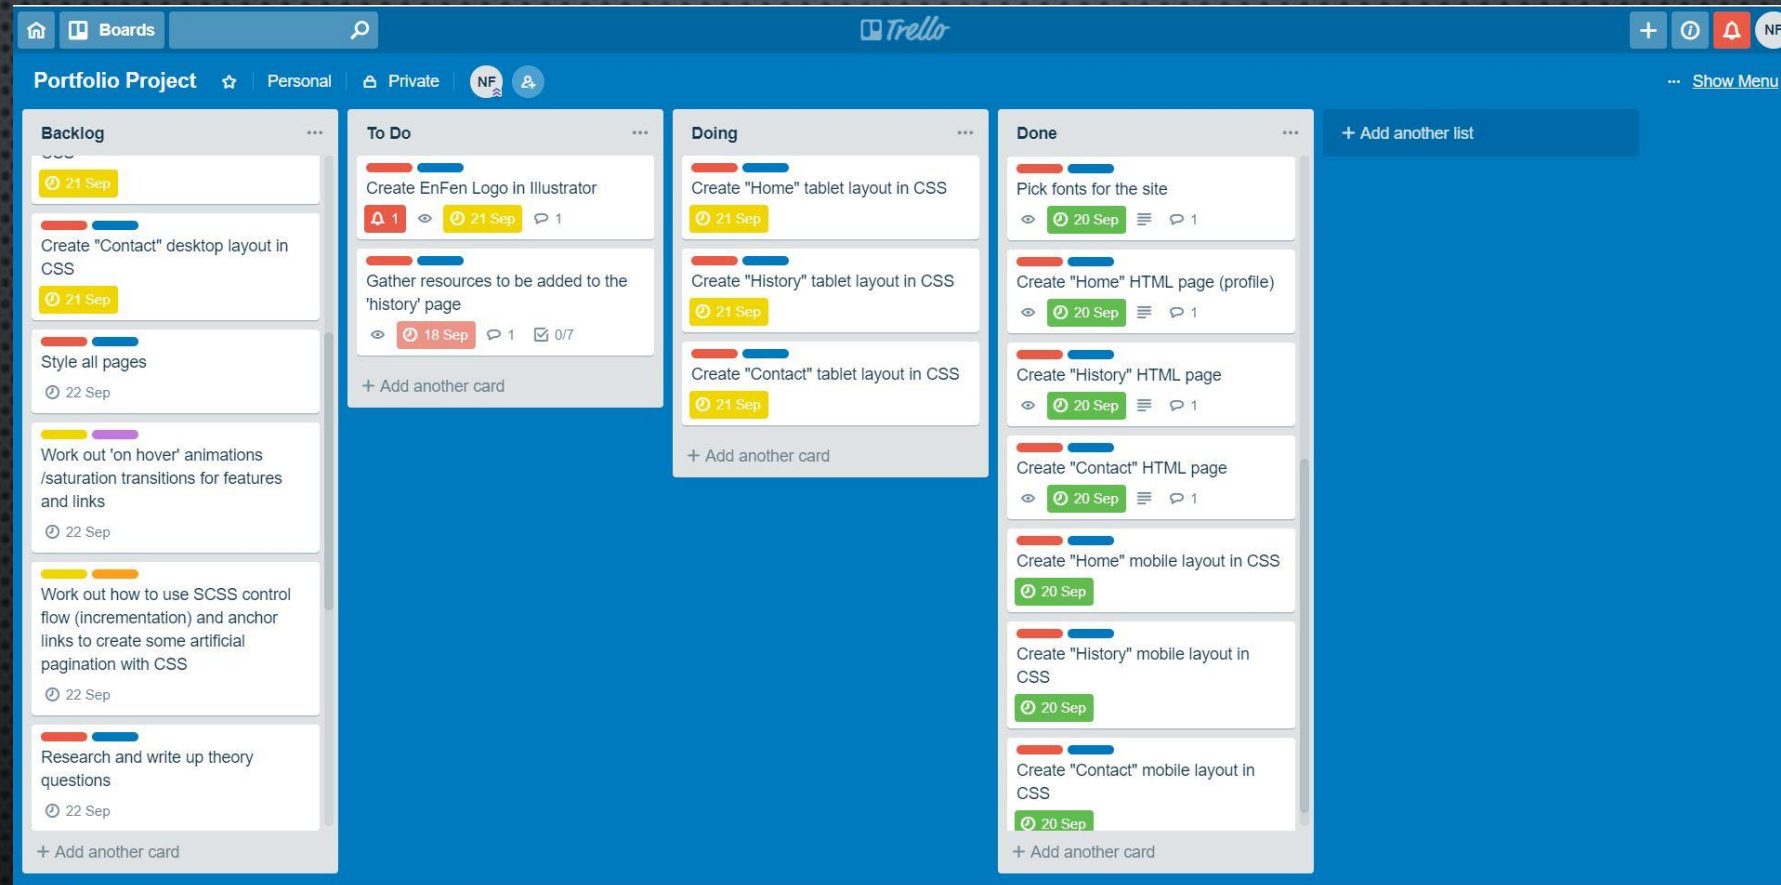 Boards
Trello
NF
Portfolio Project
Personal
Private
NF
... Show Menu
Backlog
21 Sep
Create "Contact" desktop layout in
CSS
21 Sep
Style all pages
22 Sep
Work out 'on hover' animations
/saturation transitions for features
and links
22 Sep
Work out how to use SCSS control
flow (incrementation) and anchor
links to create some artificial
pagination with CSS
22 Sep
Research and write up theory
questions
22 Sep
+ Add another card
To Do
Create EnFen Logo in Illustrator
1 21 Sep 1
Gather resources to be added to the
'history' page
18 Sep 1 0/7
+ Add another card
Doing
Create "Home" tablet layout in CSS
21 Sep
Create "History" tablet layout in CSS
21 Sep
Create "Contact" tablet layout in CSS
21 Sep
+ Add another card
Done
Pick fonts for the site
20 Sep 1
Create "Home" HTML page (profile)
20 Sep 1
Create "History" HTML page
20 Sep 1
Create "Contact" HTML page
20 Sep 1
Create "Home" mobile layout in CSS
20 Sep
Create "History" mobile layout in
CSS
20 Sep
Create "Contact" mobile layout in
CSS
20 Sep
+ Add another card
+ Add another list